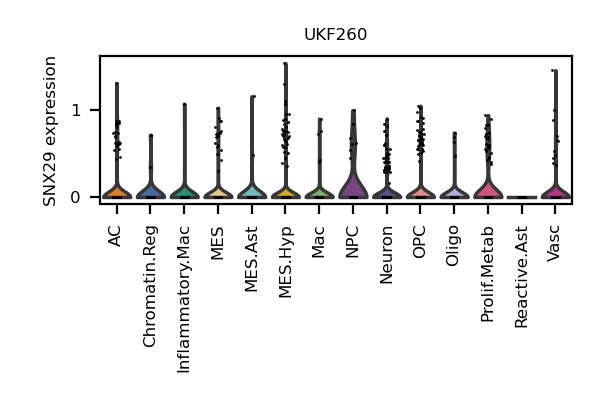 UKF260
SNX29 expression
1
0
AC
Chromatin.Reg
Inflammatory.Mac
MES
MES.Ast
MES.Hyp
Mac
NPC
Neuron
OPC
Oligo
Prolif.Metab
Reactive.Ast
Vasc